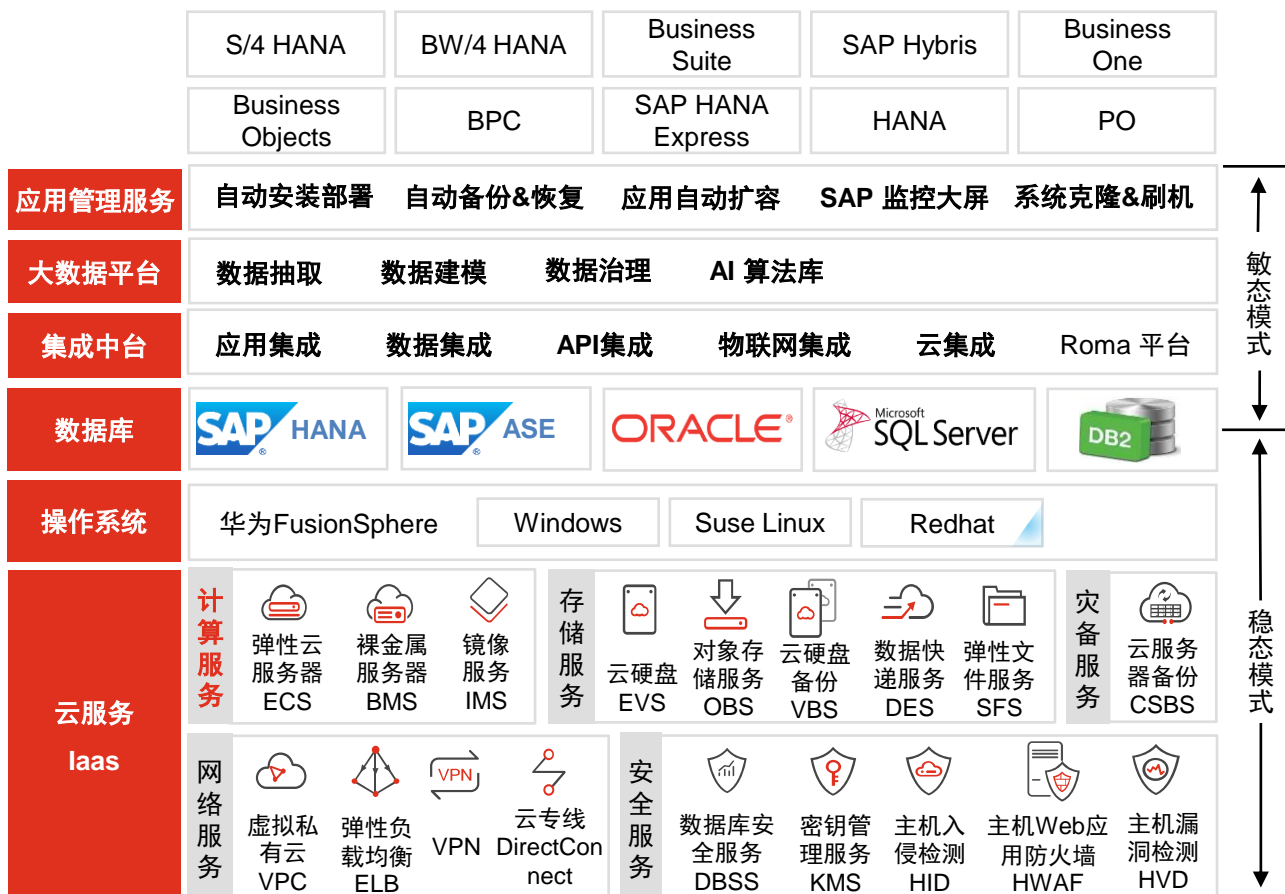 S/4 HANA
BW/4 HANA
Business
Suite
SAP Hybris
Business
One
Business
Objects
BPC
SAP HANA
Express
HANA
PO
应用管理服务
自动安装部署
自动备份&恢复
应用自动扩容
SAP 监控大屏
系统克隆&刷机
大数据平台
数据抽取
数据建模
数据治理
AI 算法库
集成中台
应用集成
数据集成
API集成
物联网集成
云集成
Roma 平台
敏态模式
数据库
SAP HANA
SAP ASE
ORACLE
Microsoft
SQL Server
DB2
操作系统
华为FusionSphere
Windows
Suse Linux
Redhat
云服务
Iaas
计算服务
弹性云
服务器
ECS
裸金属
服务器
BMS
镜像
服务
IMS
存储服务
云硬盘
EVS
对象存
储服务
OBS
云硬盘
备份
VBS
数据快
递服务
DES
弹性文
件服务
SFS
灾备服务
云服务
器备份
CSBS
稳态模式
网络服务
虚拟私
有云
VPC
弹性负
载均衡
ELB
VPN
VPN
云专线
DirectCon
nect
安全服务
数据库安
全服务
DBSS
密钥管
理服务
KMS
主机入
侵检测
HID
主机Web应
用防火墙
HWAF
主机漏
洞检测
HVD